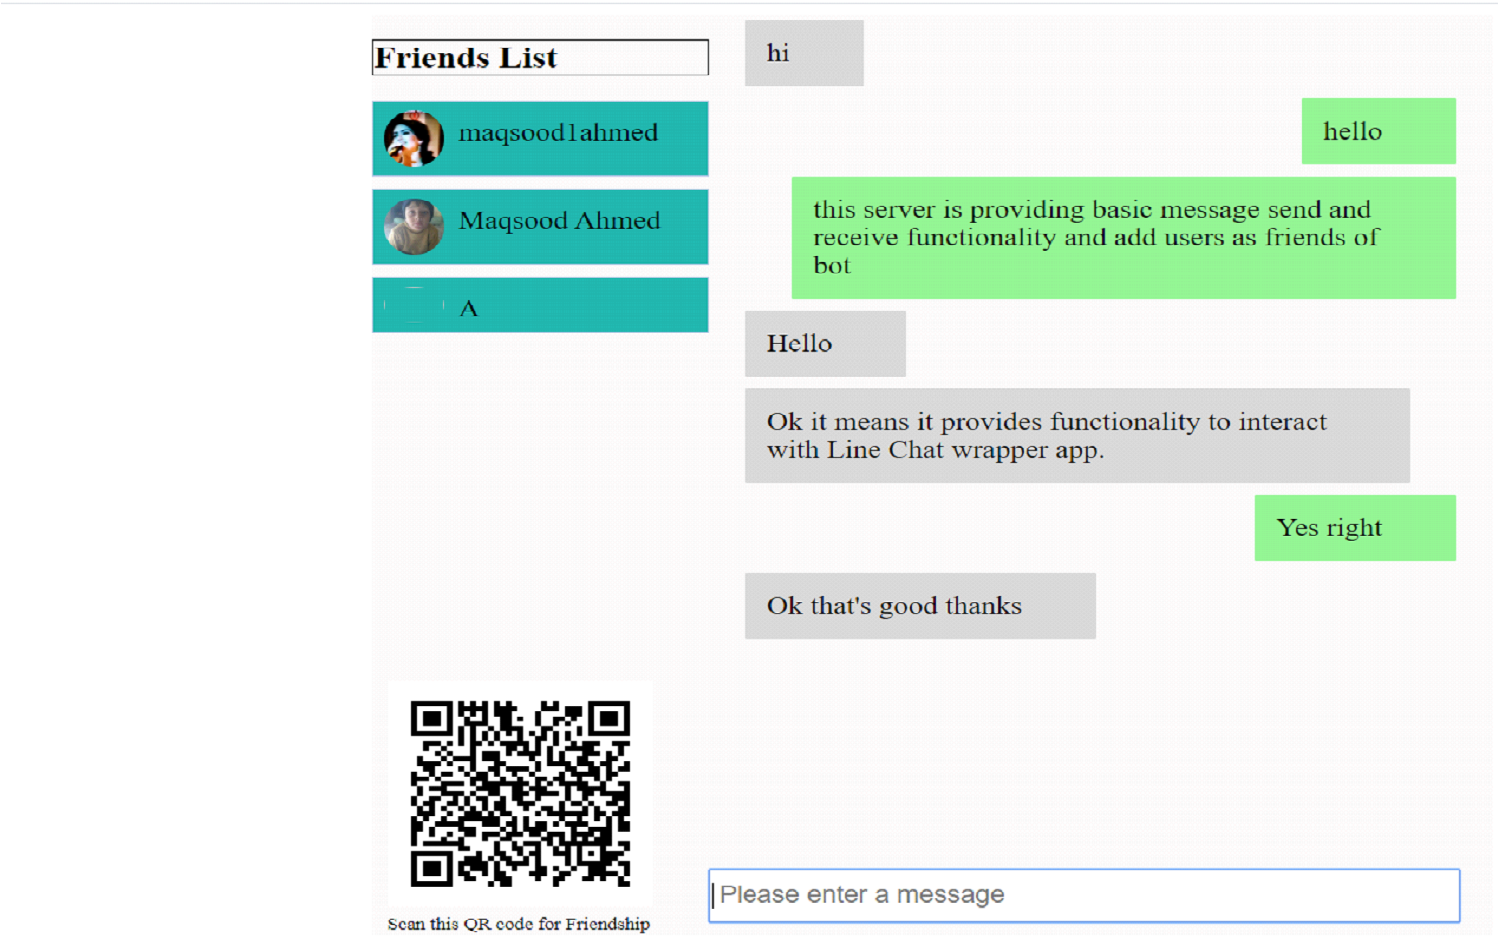 Friends List
maqsood1ahmed
Maqsood Ahmed
A
Scan this QR code for Friendship
hi
hello
this server is providing basic message send and
receive functionality and add users as friends of
bot
Hello
Ok it means it provides functionality to interact
with Line Chat wrapper app.
Yes right
Ok that's good thanks
Please enter a message